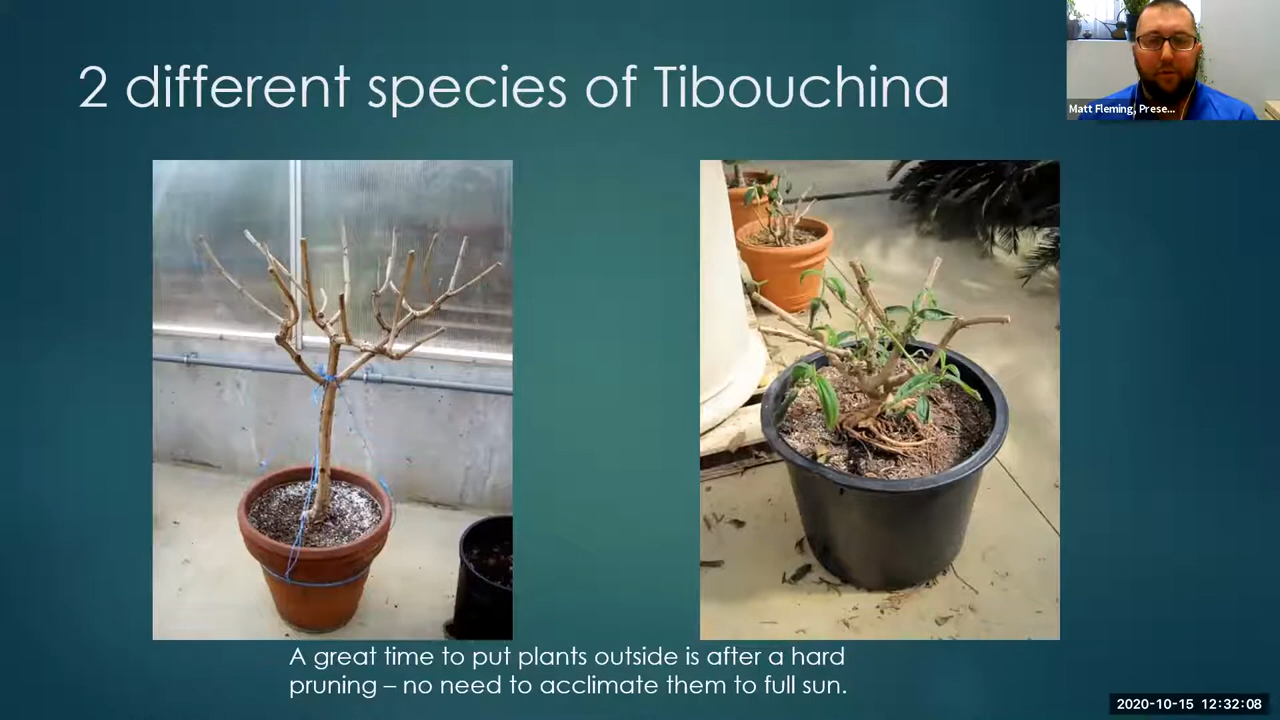 2 different species of Tibouchina
Matt Fleming, Prese...
A great time to put plants outside is after a hard
pruning – no need to acclimate them to full sun.
2020-10-15 12:32:08